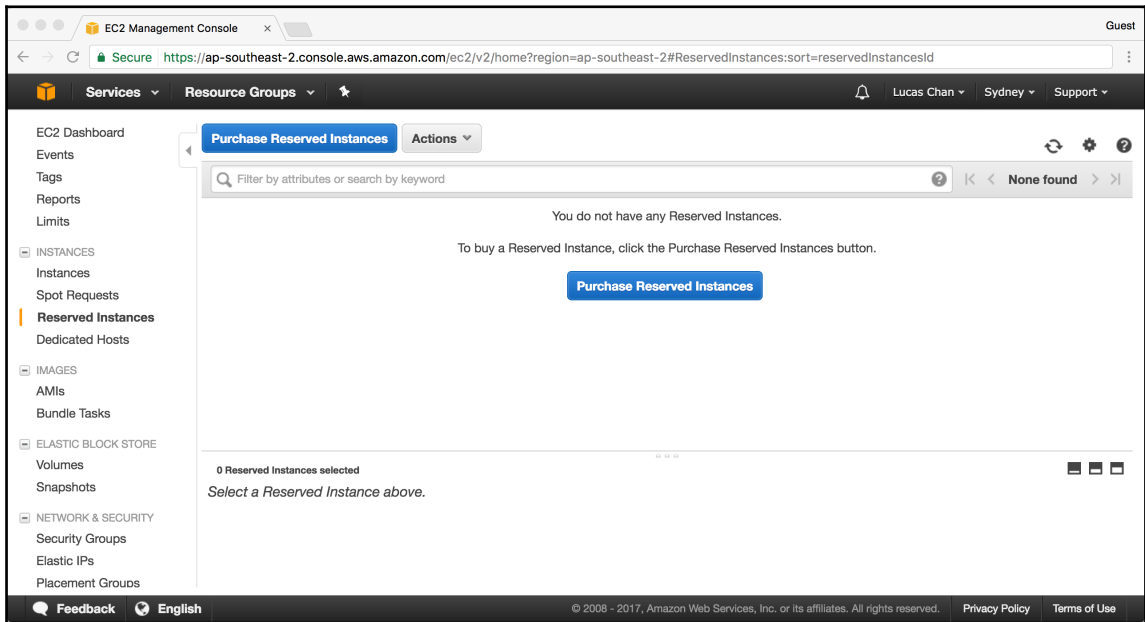 EC2 Management Console
Guest
Secure https://ap-southeast-2.console.aws.amazon.com/ec2/v2/home?region=ap-southeast-2#ReservedInstances:sort=reservedInstancesId
Services Resource Groups Lucas Chan Sydney Support
EC2 Dashboard
Events
Tags
Reports
Limits
INSTANCES
Instances
Spot Requests
Reserved Instances
Dedicated Hosts
IMAGES
AMIs
Bundle Tasks
ELASTIC BLOCK STORE
Volumes
Snapshots
NETWORK & SECURITY
Security Groups
Elastic IPs
Placement Groups
Purchase Reserved Instances Actions
Filter by attributes or search by keyword
None found
You do not have any Reserved Instances.
To buy a Reserved Instance, click the Purchase Reserved Instances button.
Purchase Reserved Instances
0 Reserved Instances selected
Select a Reserved Instance above.
Feedback English © 2008 - 2017, Amazon Web Services, Inc. or its affiliates. All rights reserved. Privacy Policy Terms of Use